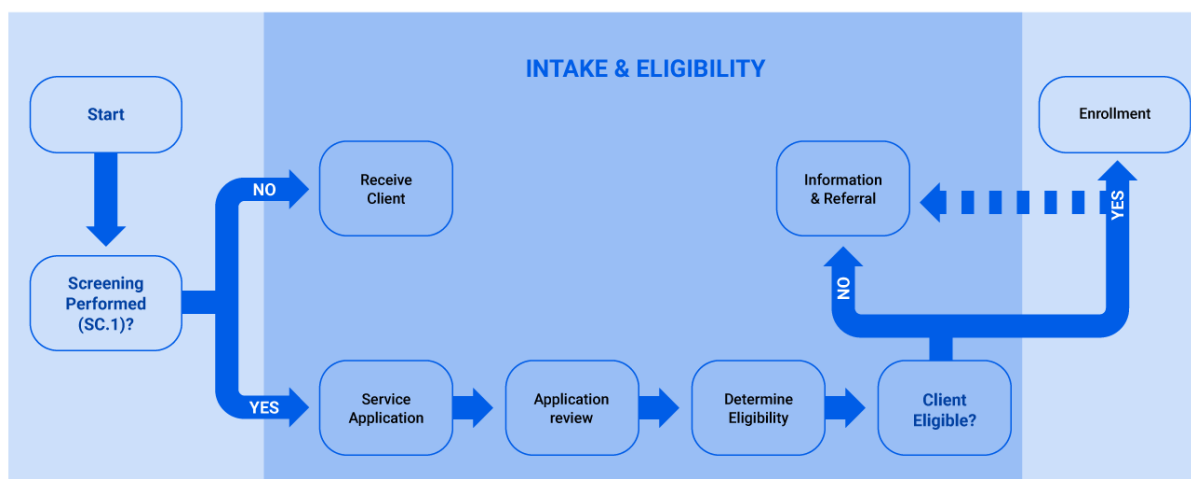 INTAKE & ELIGIBILITY
Start
Enrollment
NO
Receive
Client
Information
& Referral
YES
Screening
Performed
(SC.1)?
NO
YES
Service
Application
Application
review
Determine
Eligibility
Client
Eligible?